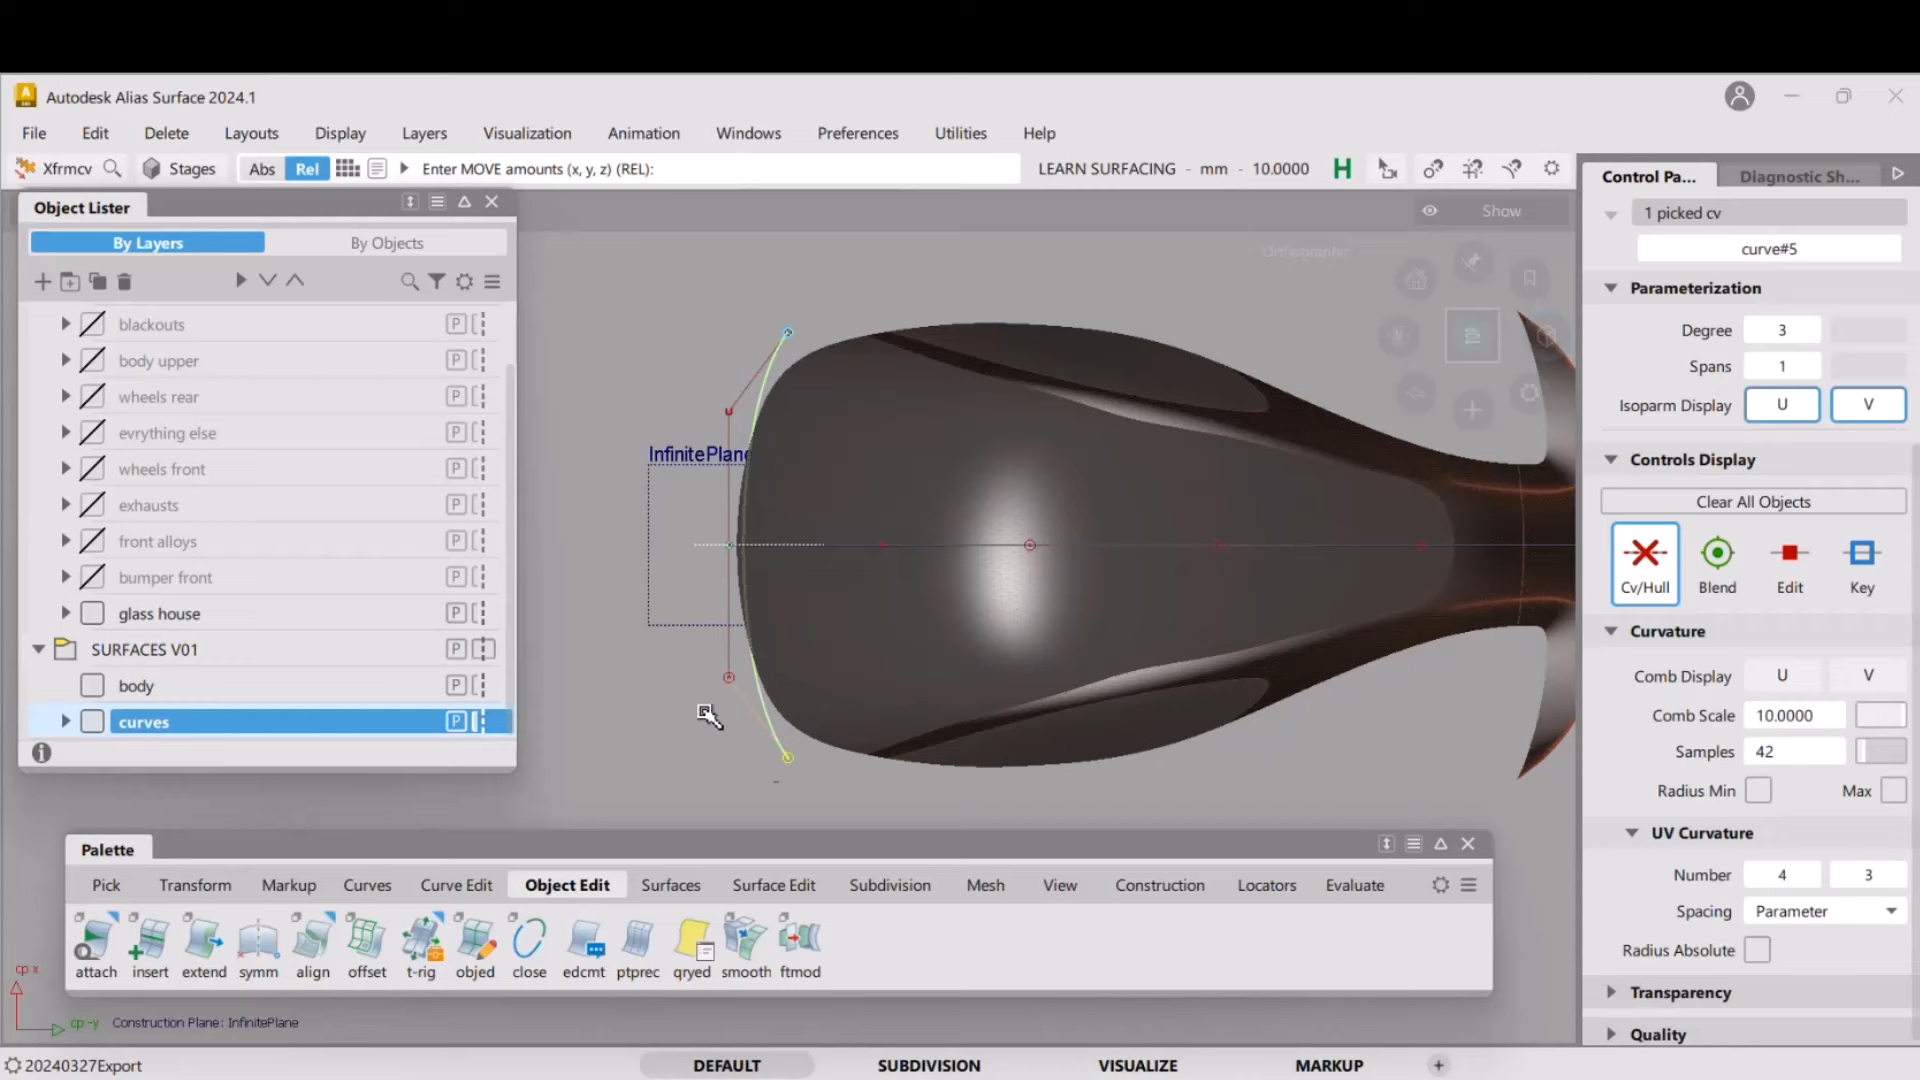 Autodesk Alias Surface 2024.1
File Edit Delete Layouts Display Layers Visualization Animation Windows Preferences Utilities Help
Xfrmcv Stages Abs Rel Enter MOVE amounts (x, y, z) (REL): LEARN SURFACING - mm - 10.0000 H
Control Pa... Diagnostic Sh...
Object Lister
Show
1 picked cv
By Layers By Objects
curve#5
Orthographic
Parameterization
blackouts P
Degree 3
body upper P
Spans 1
wheels rear P
Isoparm Display U V
evrything else P
InfinitePlane
Controls Display
wheels front P
Clear All Objects
exhausts P
front alloys P
bumper front P
Cv/Hull Blend Edit Key
glass house P
Curvature
SURFACES V01 P
Comb Display U V
body P
Comb Scale 10.0000
curves P
Samples 42
Radius Min Max
UV Curvature
Palette
Number 4 3
Pick Transform Markup Curves Curve Edit Object Edit Surfaces Surface Edit Subdivision Mesh View Construction Locators Evaluate
Spacing Parameter
Radius Absolute
attach insert extend symm align offset t-rig objed close edcmt ptprec qryed smooth ftmod
cp x
Transparency
cp -y Construction Plane: InfinitePlane
Quality
20240327Export DEFAULT SUBDIVISION VISUALIZE MARKUP +